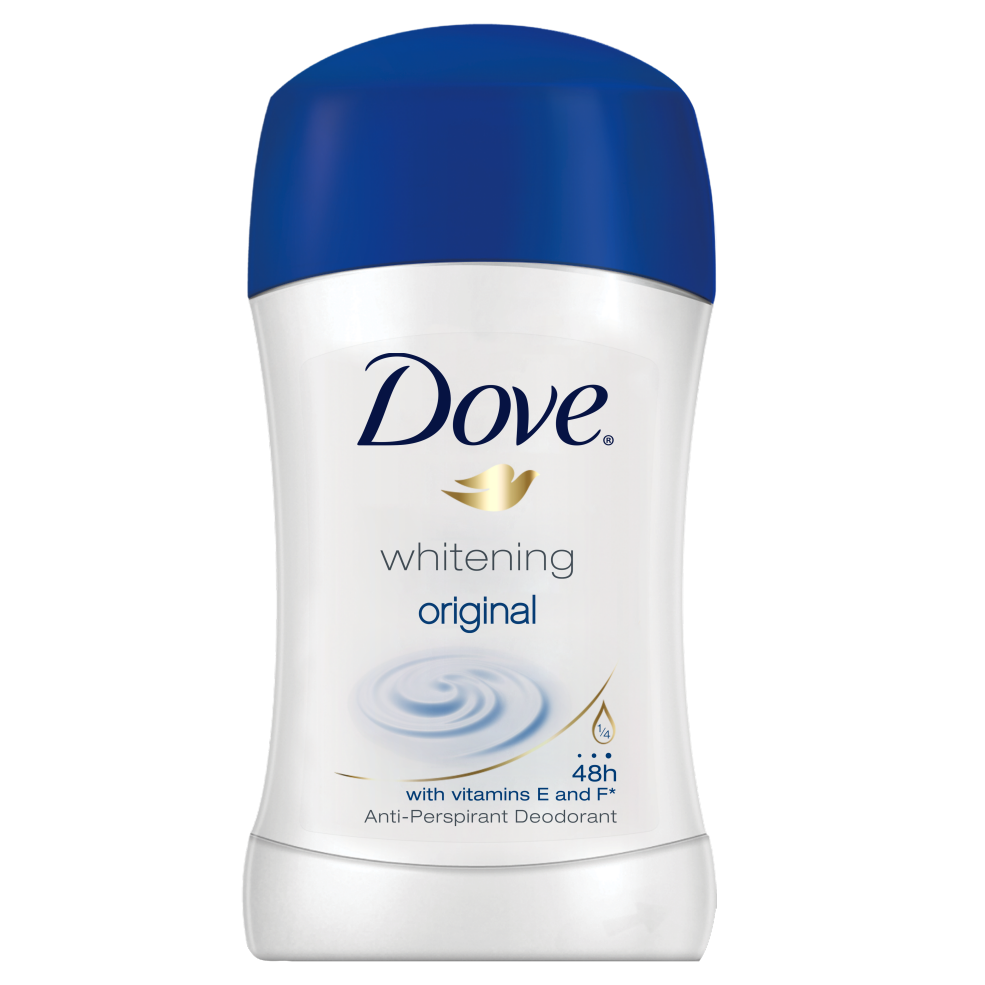 Dove®
whitening
original
1/4
48h
with vitamins E and F*
Anti-Perspirant Deodorant